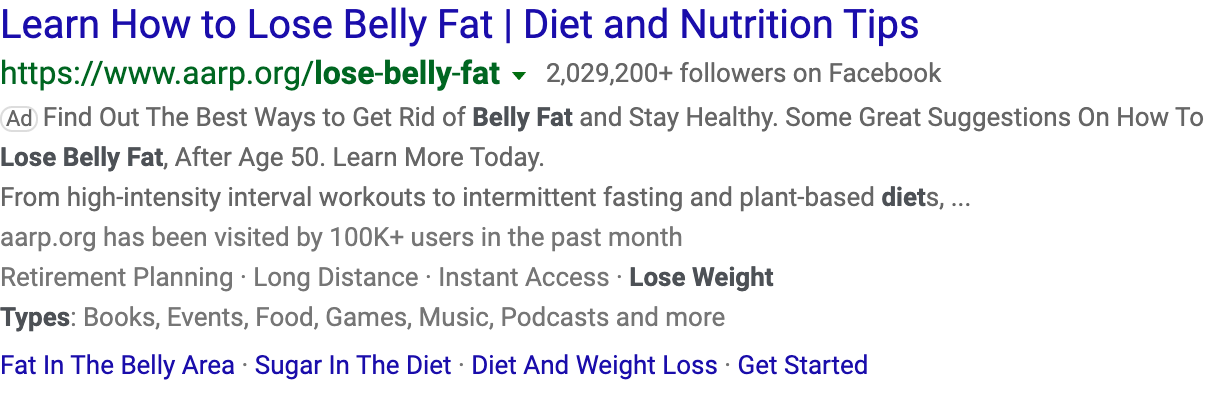 Learn How to Lose Belly Fat | Diet and Nutrition Tips
https://www.aarp.org/lose-belly-fat 2,029,200+ followers on Facebook
Ad Find Out The Best Ways to Get Rid of Belly Fat and Stay Healthy. Some Great Suggestions On How To
Lose Belly Fat, After Age 50. Learn More Today.
From high-intensity interval workouts to intermittent fasting and plant-based diets, ...
aarp.org has been visited by 100K+ users in the past month
Retirement Planning · Long Distance · Instant Access · Lose Weight
Types: Books, Events, Food, Games, Music, Podcasts and more
Fat In The Belly Area · Sugar In The Diet · Diet And Weight Loss · Get Started